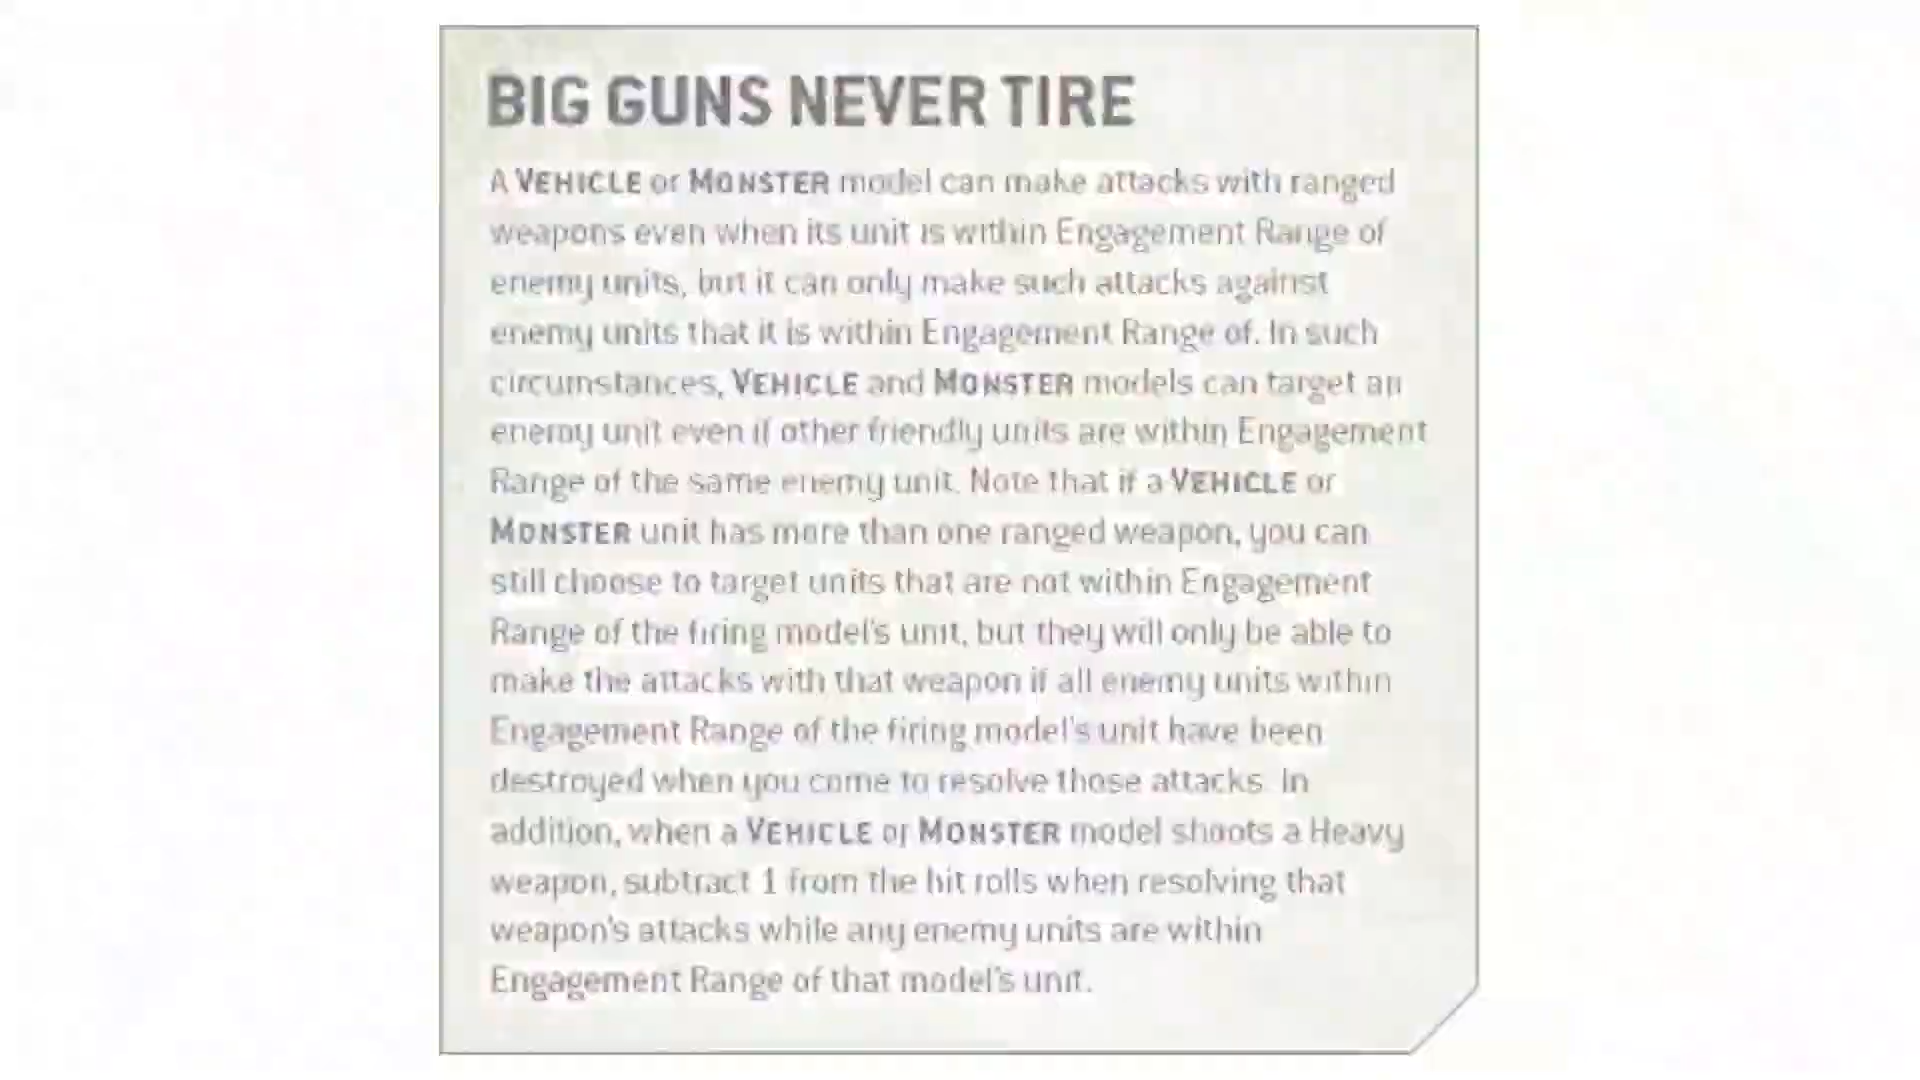 BIG GUNS NEVER TIRE
A VEHICLE or MONSTER model can make attacks with ranged
weapons even when its unit is within Engagement Range of
enemy units, but it can only make such attacks against
enemy units that it is within Engagement Range of. In such
circumstances, VEHICLE and MONSTER models can target an
enemy unit even if other friendly units are within Engagement
Range of the same enemy unit. Note that if a VEHICLE or
MONSTER unit has more than one ranged weapon, you can
still choose to target units that are not within Engagement
Range of the firing model's unit, but they will only be able to
make the attacks with that weapon if all enemy units within
Engagement Range of the firing model's unit have been
destroyed when you come to resolve those attacks. In
addition, when a VEHICLE or MONSTER model shoots a Heavy
weapon, subtract 1 from the hit rolls when resolving that
weapon's attacks while any enemy units are within
Engagement Range of that model's unit.